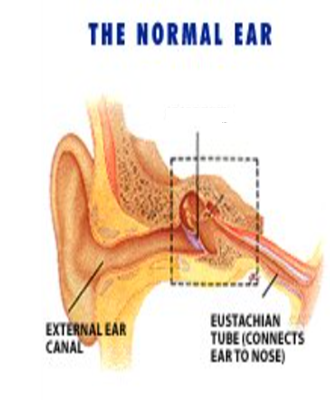 THE NORMAL EAR
EXTERNAL EAR
CANAL
EUSTACHIAN
TUBE (CONNECTS
EAR TO NOSE)